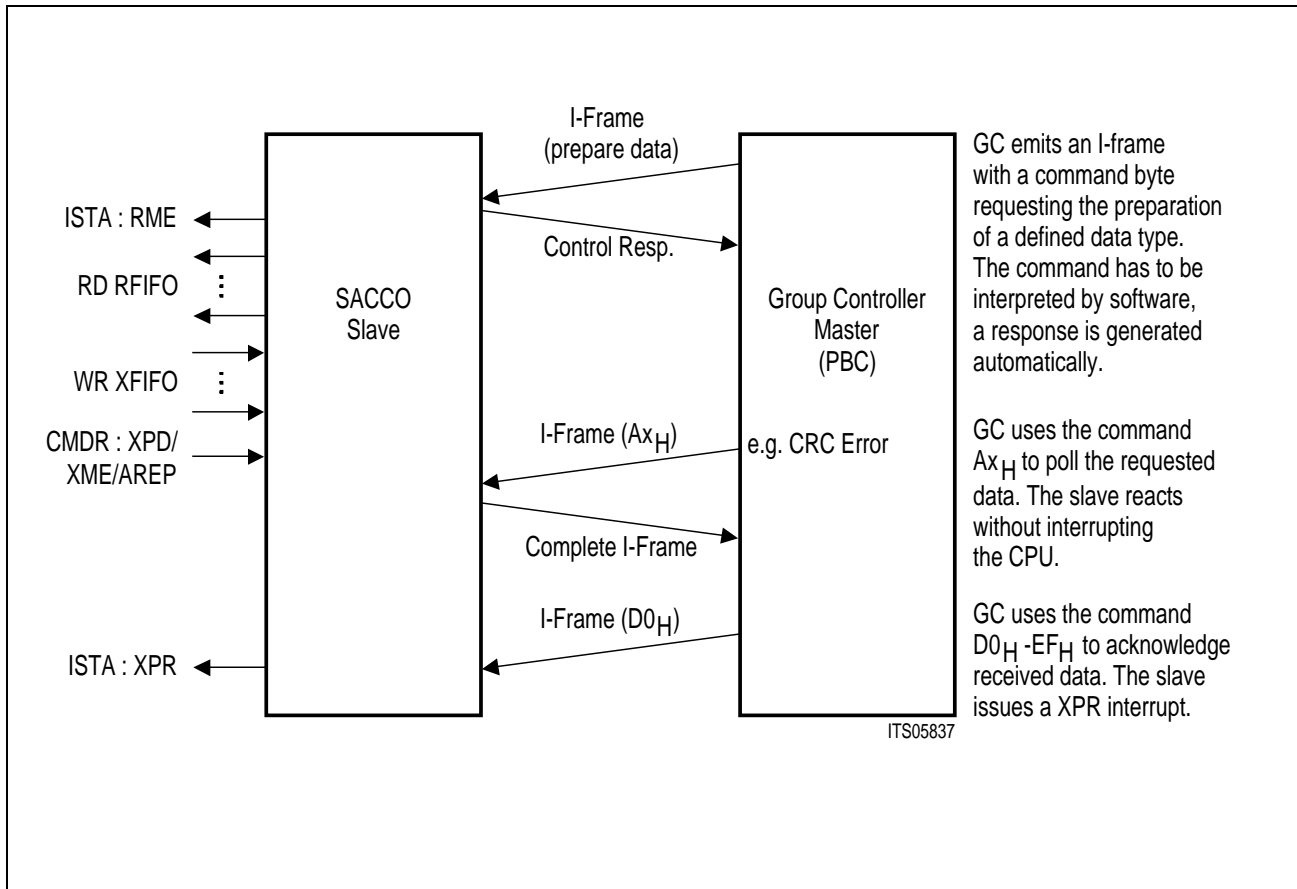 I-Frame
(prepare data)
Control Resp.
ISTA : RME
RD RFIFO
WR XFIFO
CMDR : XPD/
XME/AREP
ISTA : XPR
SACCO
Slave
Group Controller
Master
(PBC)
I-Frame (AxH)
e.g. CRC Error
Complete I-Frame
I-Frame (D0H)
GC emits an I-frame
with a command byte
requesting the preparation
of a defined data type.
The command has to be
interpreted by software,
a response is generated
automatically.
GC uses the command
AxH to poll the requested
data. The slave reacts
without interrupting
the CPU.
GC uses the command
D0H -EFH to acknowledge
received data. The slave
issues a XPR interrupt.
ITS05837